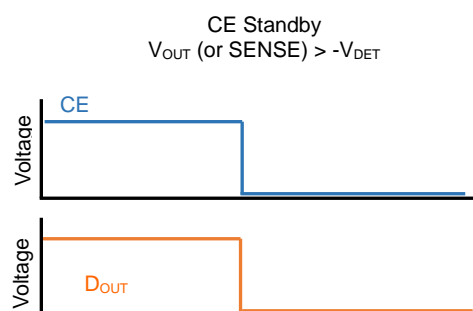 CE Standby
VOUT (or SENSE) > -VDET
CE
Voltage
DOUT
Voltage